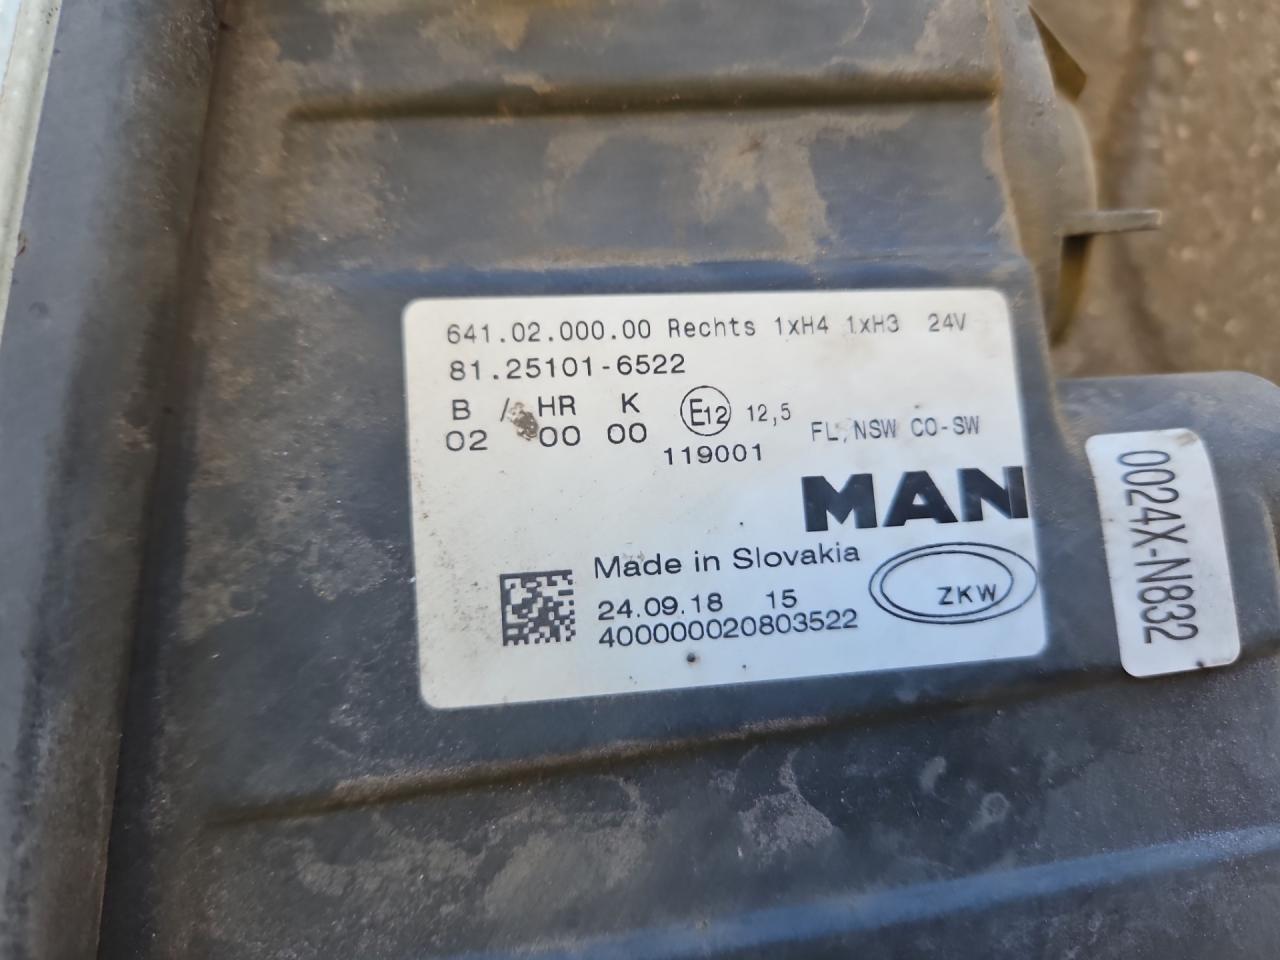 641.02.000.00 Rechts 1xH4 1xH3 24V
81.25101-6522
B / HR K E12 12,5
02 00 00 FL,NSW CO-SW
119001
MAN
Made in Slovakia
24.09.18 15 ZKW
400000020803522
0024X-N832